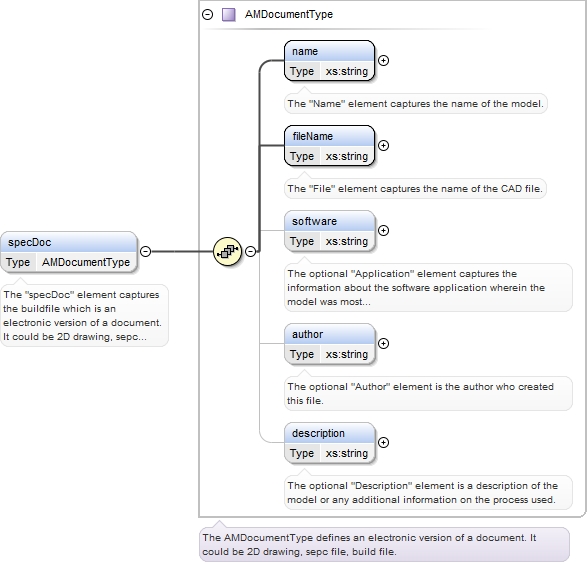 AMDocumentType
name
Type xs:string
The "Name" element captures the name of the model.
fileName
Type xs:string
The "File" element captures the name of the CAD file.
software
Type xs:string
The optional "Application" element captures the
information about the software application wherein the
model was most...
specDoc
Type AMDocumentType
The "specDoc" element captures
the buildfile which is an
electronic version of a document.
It could be 2D drawing, sepc...
author
Type xs:string
The optional "Author" element is the author who created
this file.
description
Type xs:string
The optional "Description" element is a description of the
model or any additional information on the process used.
The AMDocumentType defines an electronic version of a document. It
could be 2D drawing, sepc file, build file.